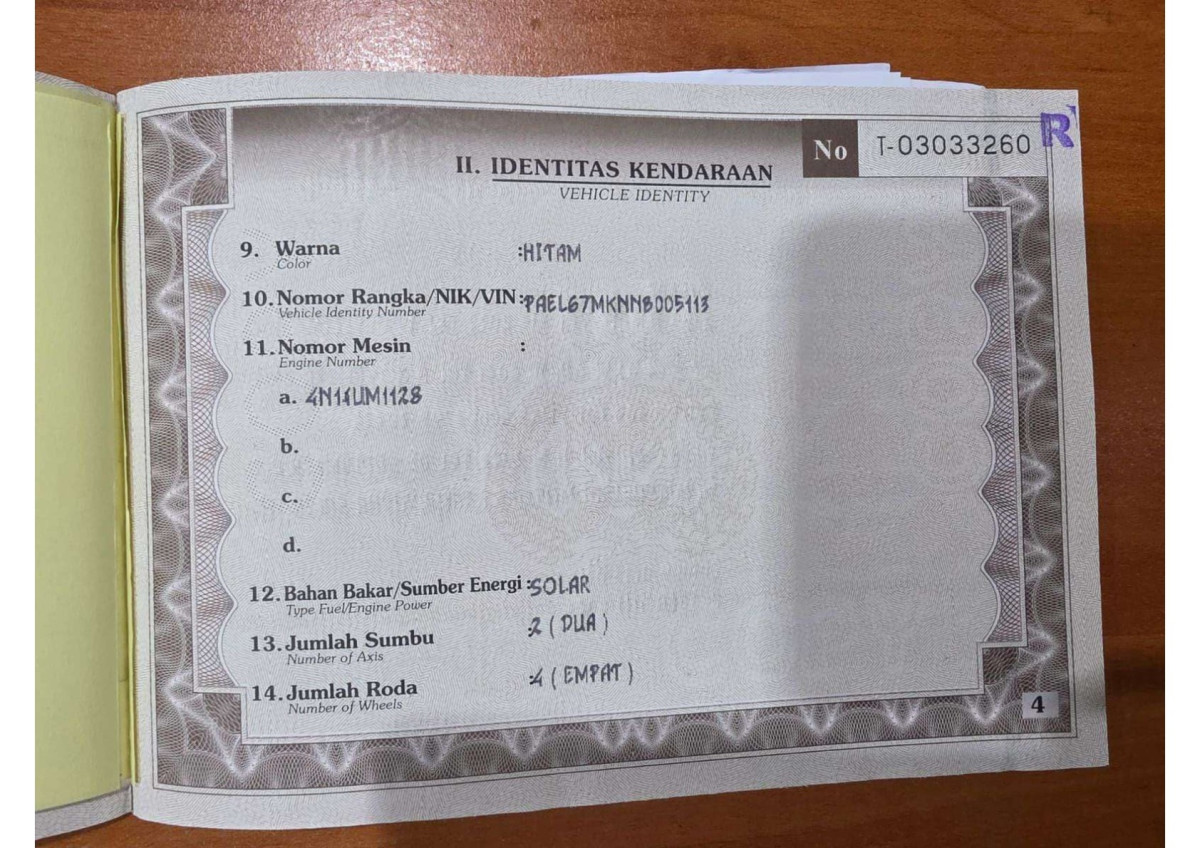 No T-03033260 R
II. IDENTITAS KENDARAAN
VEHICLE IDENTITY
9. Warna :HITAM
Color
10. Nomor Rangka/NIK/VIN :PAEL67MKNNB005113
Vehicle Identity Number
11. Nomor Mesin :
Engine Number
a. 4N14UM1128
b.
c.
d.
12. Bahan Bakar/Sumber Energi :SOLAR
Type Fuel/Engine Power
13. Jumlah Sumbu :2 ( DUA )
Number of Axis
14. Jumlah Roda :4 ( EMPAT )
Number of Wheels
4